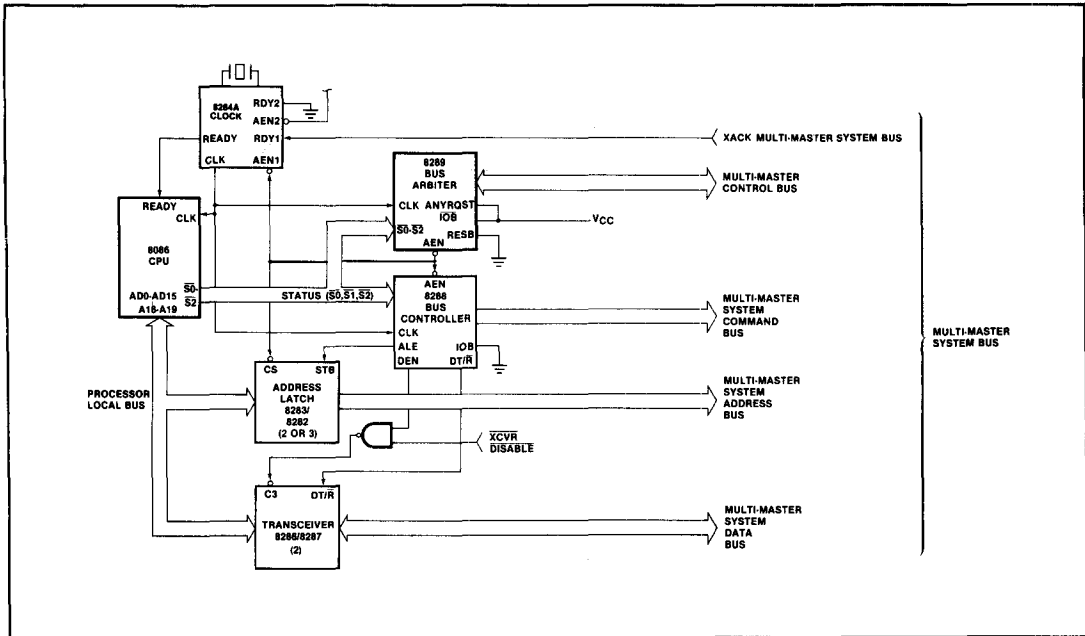 8284A
CLOCK
RDY2
AEN2
READY
RDY1
CLK
AEN1
XACK MULTI-MASTER SYSTEM BUS
8289
BUS
ARBITER
MULTI-MASTER
CONTROL BUS
CLK
ANYRQST
IOB
VCC
S0-S2
RESB
AEN
READY
CLK
8086
CPU
S0-
S2
AD0-AD15
A18-A19
STATUS (S0,S1,S2)
AEN
8288
BUS
CONTROLLER
CLK
ALE
IOB
DEN
DT/R
MULTI-MASTER
SYSTEM
COMMAND
BUS
MULTI-MASTER
SYSTEM BUS
CS
STB
ADDRESS
LATCH
8283/
8282
(2 OR 3)
PROCESSOR
LOCAL BUS
MULTI-MASTER
SYSTEM
ADDRESS
BUS
XCVR
DISABLE
C3
DT/R
TRANSCEIVER
8286/8287
(2)
MULTI-MASTER
SYSTEM
DATA
BUS